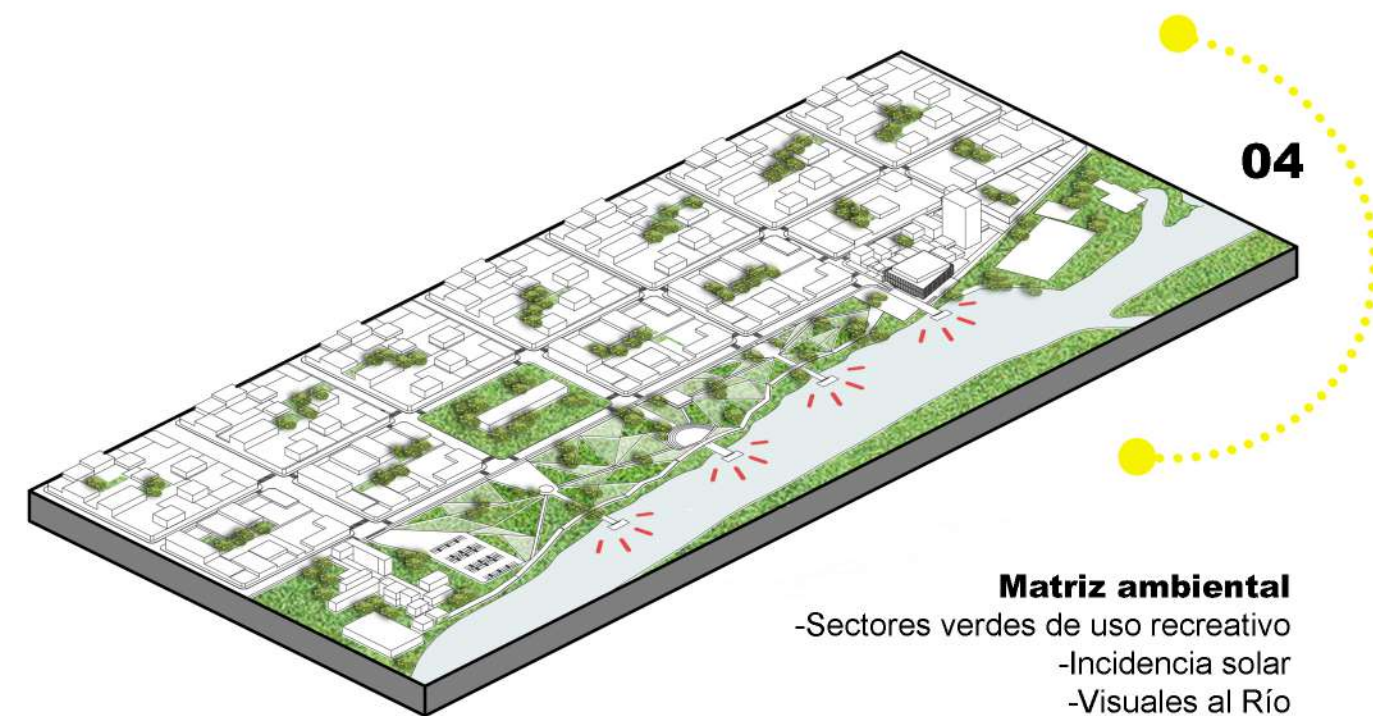 04
Matriz ambiental
-Sectores verdes de uso recreativo
-Incidencia solar
-Visuales al Río